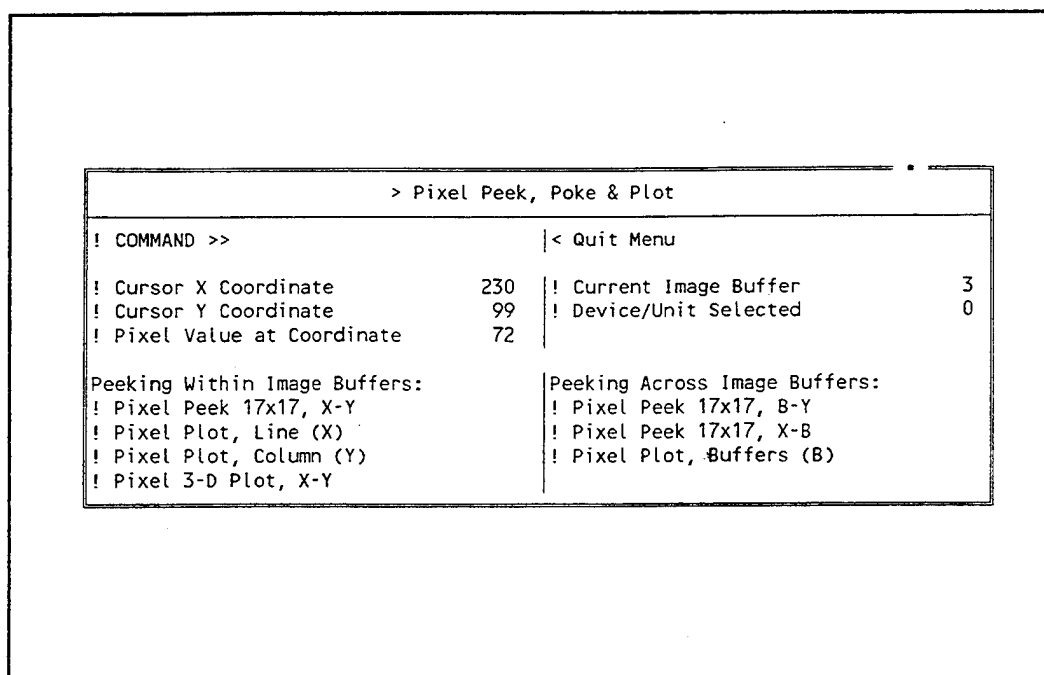 > Pixel Peek, Poke & Plot
! COMMAND >> |< Quit Menu
! Cursor X Coordinate 230 |! Current Image Buffer 3
! Cursor Y Coordinate 99 |! Device/Unit Selected 0
! Pixel Value at Coordinate 72 |
Peeking Within Image Buffers: |Peeking Across Image Buffers:
! Pixel Peek 17x17, X-Y |! Pixel Peek 17x17, B-Y
! Pixel Plot, Line (X) |! Pixel Peek 17x17, X-B
! Pixel Plot, Column (Y) |! Pixel Plot, Buffers (B)
! Pixel 3-D Plot, X-Y |